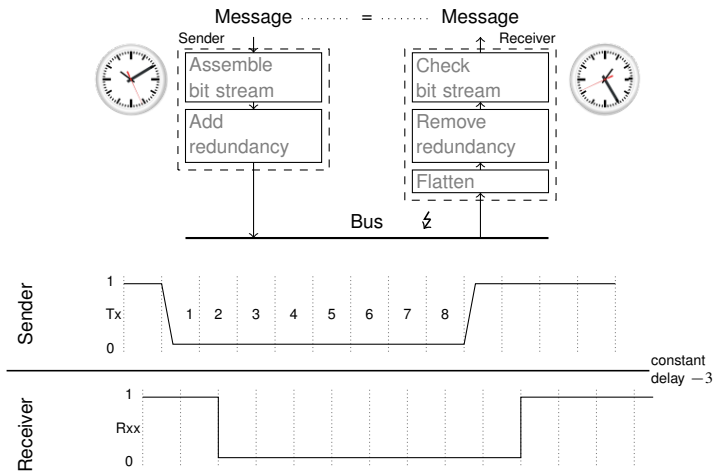 Message ........ = ........ Message
Sender
Receiver
Assemble
bit stream
Check
bit stream
Add
redundancy
Remove
redundancy
Flatten
Bus
Sender
1
Tx
0
1 2 3 4 5 6 7 8
constant
delay −3
Receiver
1
Rxx
0